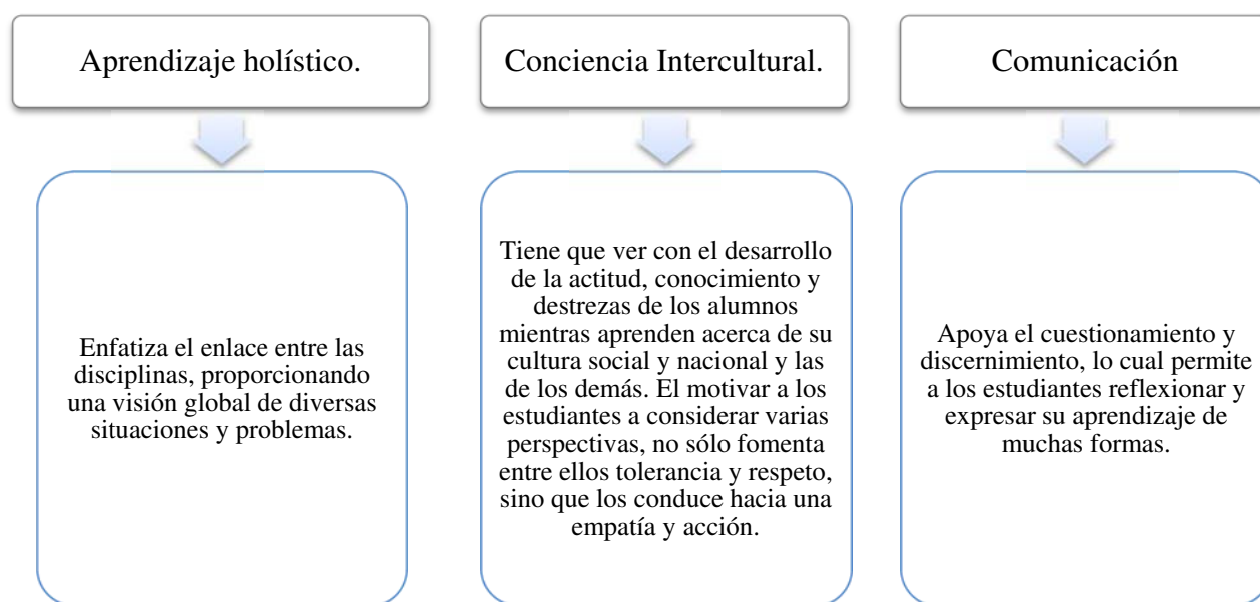 Aprendizaje holístico.
Enfatiza el enlace entre las
disciplinas, proporcionando
una visión global de diversas
situaciones y problemas.
Conciencia Intercultural.
Tiene que ver con el desarrollo
de la actitud, conocimiento y
destrezas de los alumnos
mientras aprenden acerca de su
cultura social y nacional y las
de los demás. El motivar a los
estudiantes a considerar varias
perspectivas, no sólo fomenta
entre ellos tolerancia y respeto,
sino que los conduce hacia una
empatía y acción.
Comunicación
Apoya el cuestionamiento y
discernimiento, lo cual permite
a los estudiantes reflexionar y
expresar su aprendizaje de
muchas formas.